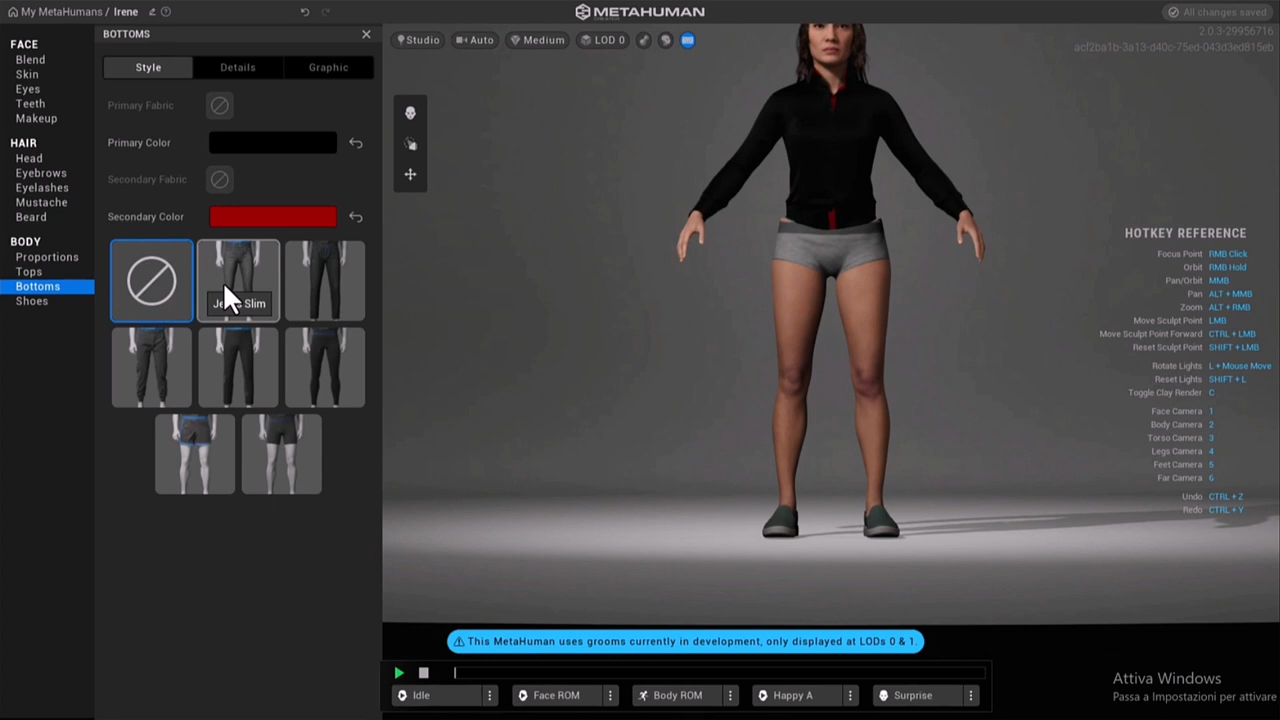 My MetaHumans / Irene
METAHUMAN
All changes saved
2.0.3-29956716
acf2ba1b-3a13-d40c-75ed-043d3ed815eb
FACE
Blend
Skin
Eyes
Teeth
Makeup
HAIR
Head
Eyebrows
Eyelashes
Mustache
Beard
BODY
Proportions
Tops
Bottoms
Shoes
BOTTOMS
Style
Details
Graphic
Primary Fabric
Primary Color
Secondary Fabric
Secondary Color
Slim
Studio
Auto
Medium
LOD 0
HOTKEY REFERENCE
Focus Point RMB Click
Orbit RMB Hold
Pan/Orbit MMB
Pan ALT + MMB
Zoom ALT + RMB
Move Sculpt Point LMB
Move Sculpt Point Forward CTRL + LMB
Reset Sculpt Point SHIFT + LMB
Rotate Lights L + Mouse Move
Reset Lights SHIFT + L
Toggle Clay Render C
Face Camera 1
Body Camera 2
Torso Camera 3
Legs Camera 4
Feet Camera 5
Far Camera 6
Undo CTRL + Z
Redo CTRL + Y
This MetaHuman uses grooms currently in development, only displayed at LODs 0 & 1.
Idle
Face ROM
Body ROM
Happy A
Surprise
Attiva Windows
Passa a Impostazioni per attivare